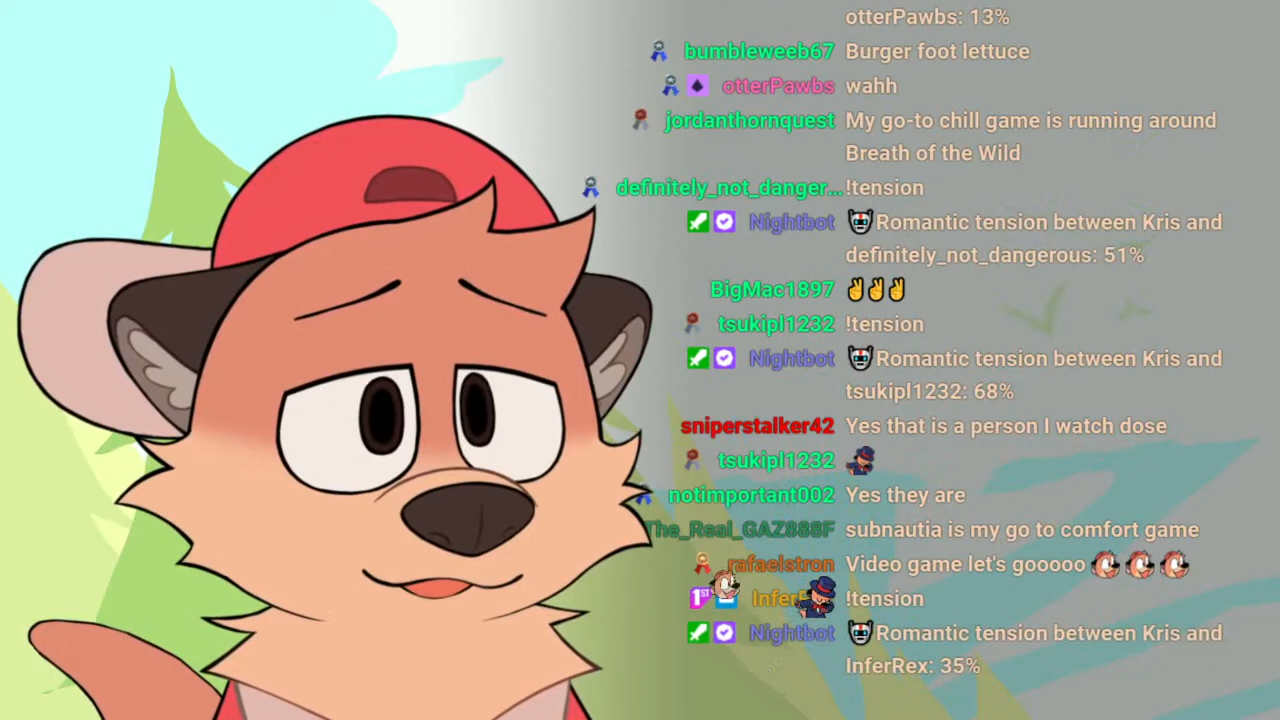 otterPawbs: 13%
bumbleweeb67 Burger foot lettuce
otterPawbs wahh
jordanthornquest My go-to chill game is running around
Breath of the Wild
definitely_not_danger... !tension
Nightbot Romantic tension between Kris and
definitely_not_dangerous: 51%
BigMac1897 ✌✌✌
tsukipl1232 !tension
Nightbot Romantic tension between Kris and
tsukipl1232: 68%
sniperstalker42 Yes that is a person I watch dose
tsukipl1232
notimportant002 Yes they are
The_Real_GAZ888F subnautia is my go to comfort game
rafaelstron Video game let's gooooo
1ST !tension
Nightbot Romantic tension between Kris and
InferRex: 35%